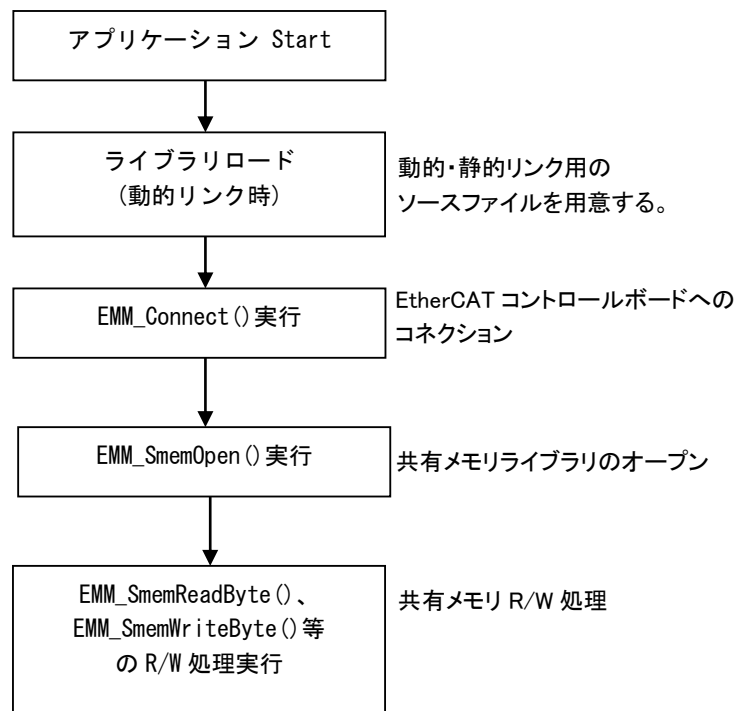 アプリケーション Start
ライブラリロード
(動的リンク時)
動的・静的リンク用の
ソースファイルを用意する。
EMM_Connect()実行
EtherCAT コントロールボードへの
コネクション
EMM_SmemOpen()実行
共有メモリライブラリのオープン
EMM_SmemReadByte()、
EMM_SmemWriteByte()等
の R/W 処理実行
共有メモリ R/W 処理